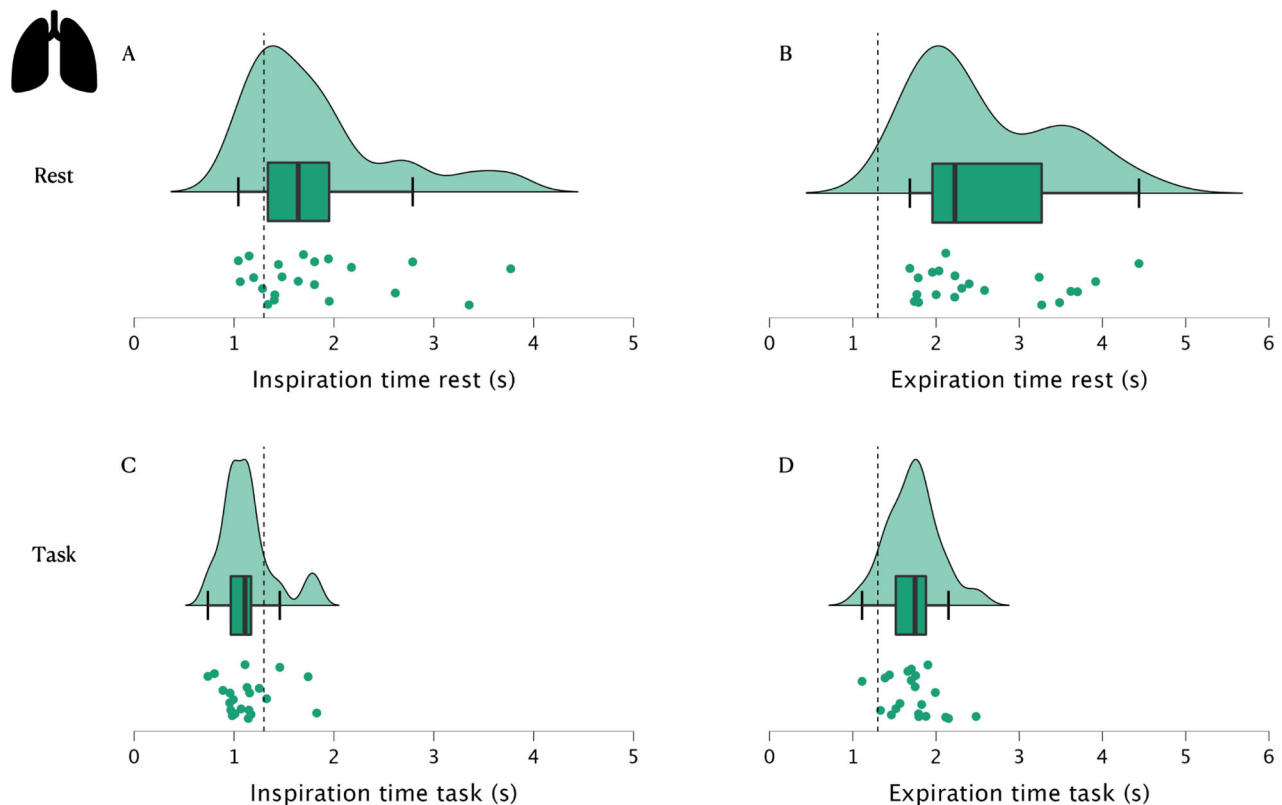 A
B
Rest
0 1 2 3 4 5
0 1 2 3 4 5 6
Inspiration time rest (s)
Expiration time rest (s)
C
D
Task
0 1 2 3 4 5
0 1 2 3 4 5 6
Inspiration time task (s)
Expiration time task (s)